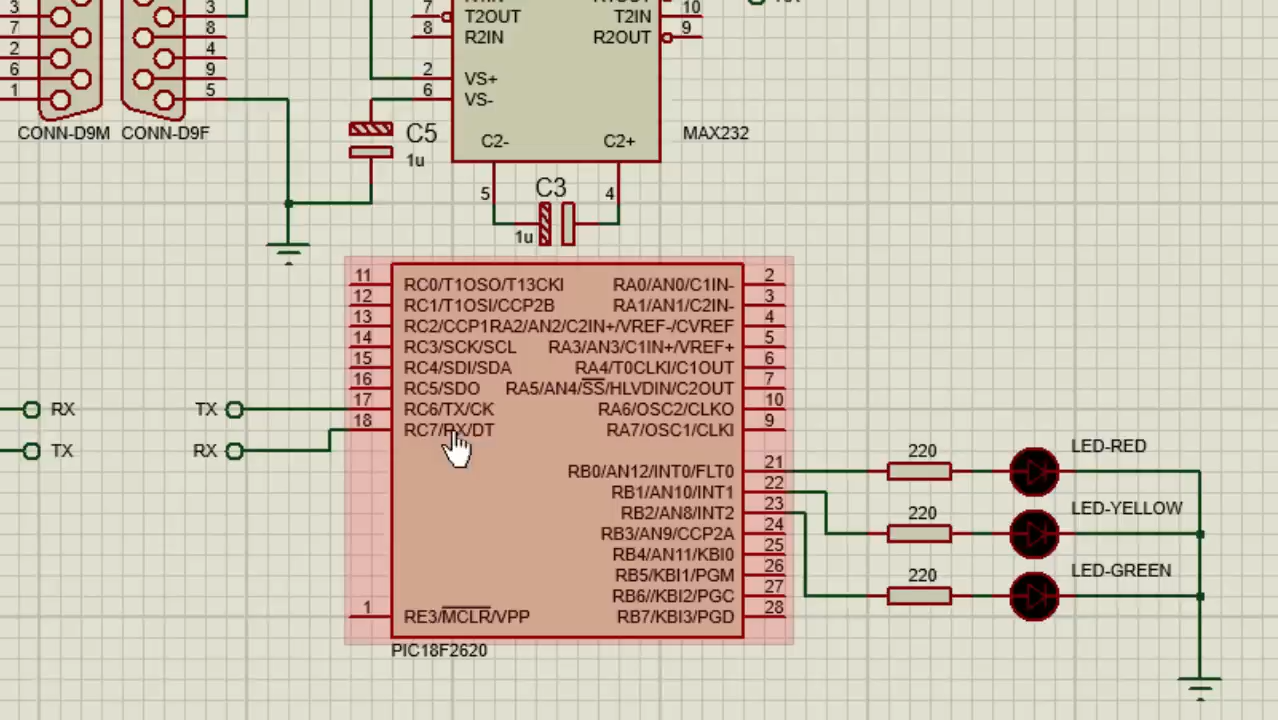 3
7
2
6
1
CONN-D9M
3
8
4
9
5
CONN-D9F
7
8
2
6
T2OUT
R2IN
VS+
VS-
C2-
T2IN
R2OUT
C2+
10
9
MAX232
C5
1u
5
C3
4
1u
11
12
13
14
15
16
17
18
1
RC0/T1OSO/T13CKI
RC1/T1OSI/CCP2B
RC2/CCP1
RC3/SCK/SCL
RC4/SDI/SDA
RC5/SDO
RC6/TX/CK
RC7/RX/DT
RE3/MCLR/VPP
RA0/AN0/C1IN-
RA1/AN1/C2IN-
RA2/AN2/C2IN+/VREF-/CVREF
RA3/AN3/C1IN+/VREF+
RA4/T0CLKI/C1OUT
RA5/AN4/SS/HLVDIN/C2OUT
RA6/OSC2/CLKO
RA7/OSC1/CLKI
RB0/AN12/INT0/FLT0
RB1/AN10/INT1
RB2/AN8/INT2
RB3/AN9/CCP2A
RB4/AN11/KBI0
RB5/KBI1/PGM
RB6//KBI2/PGC
RB7/KBI3/PGD
2
3
4
5
6
7
10
9
21
22
23
24
25
26
27
28
PIC18F2620
RX
TX
TX
RX
220
LED-RED
220
LED-YELLOW
220
LED-GREEN